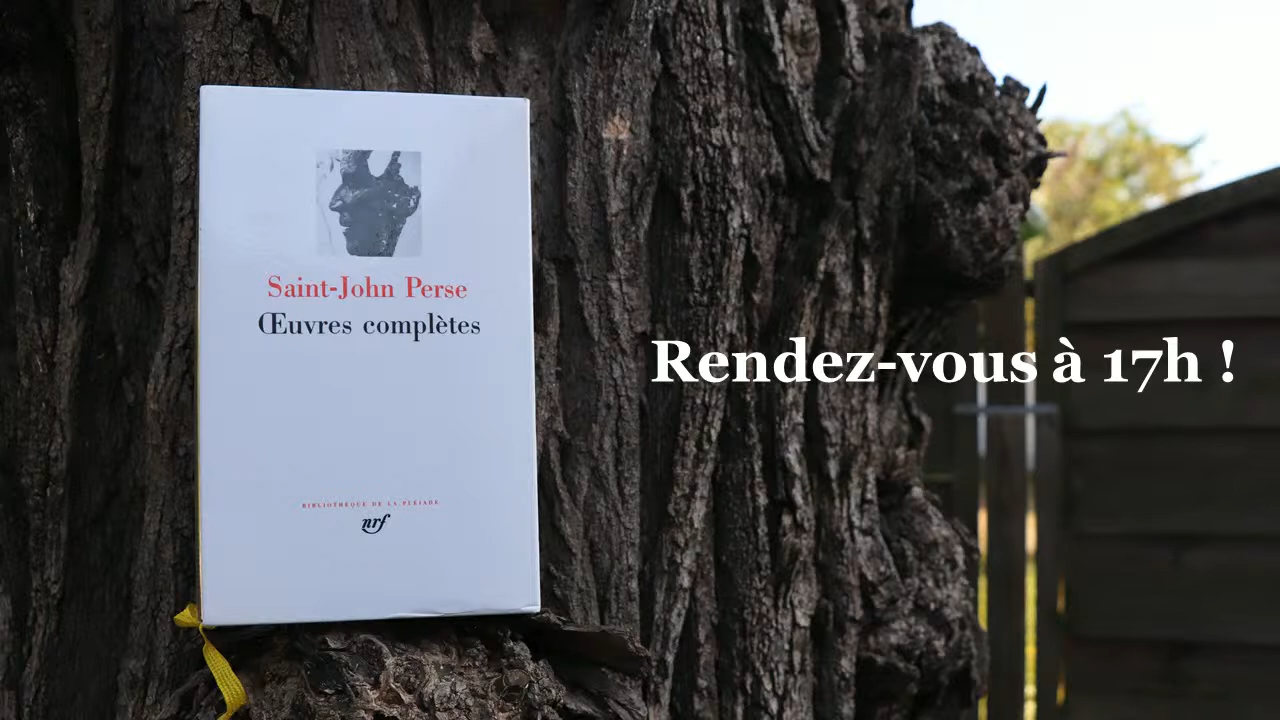 Saint-John Perse
Œuvres complètes
BIBLIOTHÈQUE DE LA PLÉIADE
nrf
Rendez-vous à 17h !